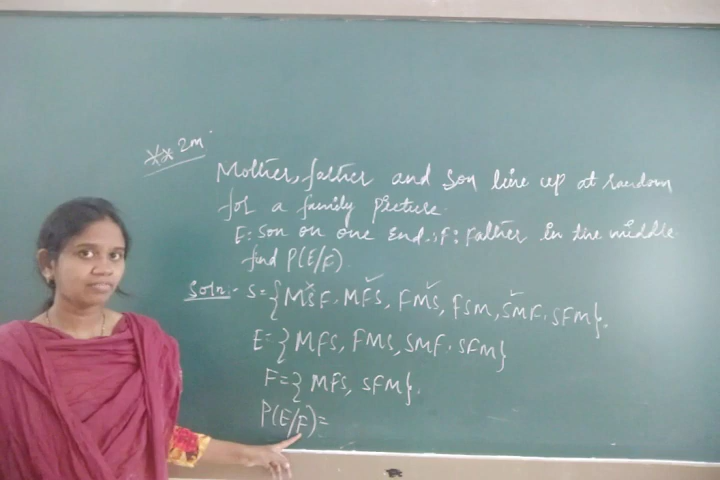 ** 2m
Mother, father and son line up at random
for a family picture.
E: Son on one end., F: Father in the middle.
find P(E/F).
Soln:- S={MSF, MFS, FMS, FSM, SMF, SFM}.
E={MFS, FMS, SMF, SFM}
F={MFS, SFM}.
P(E/F)=